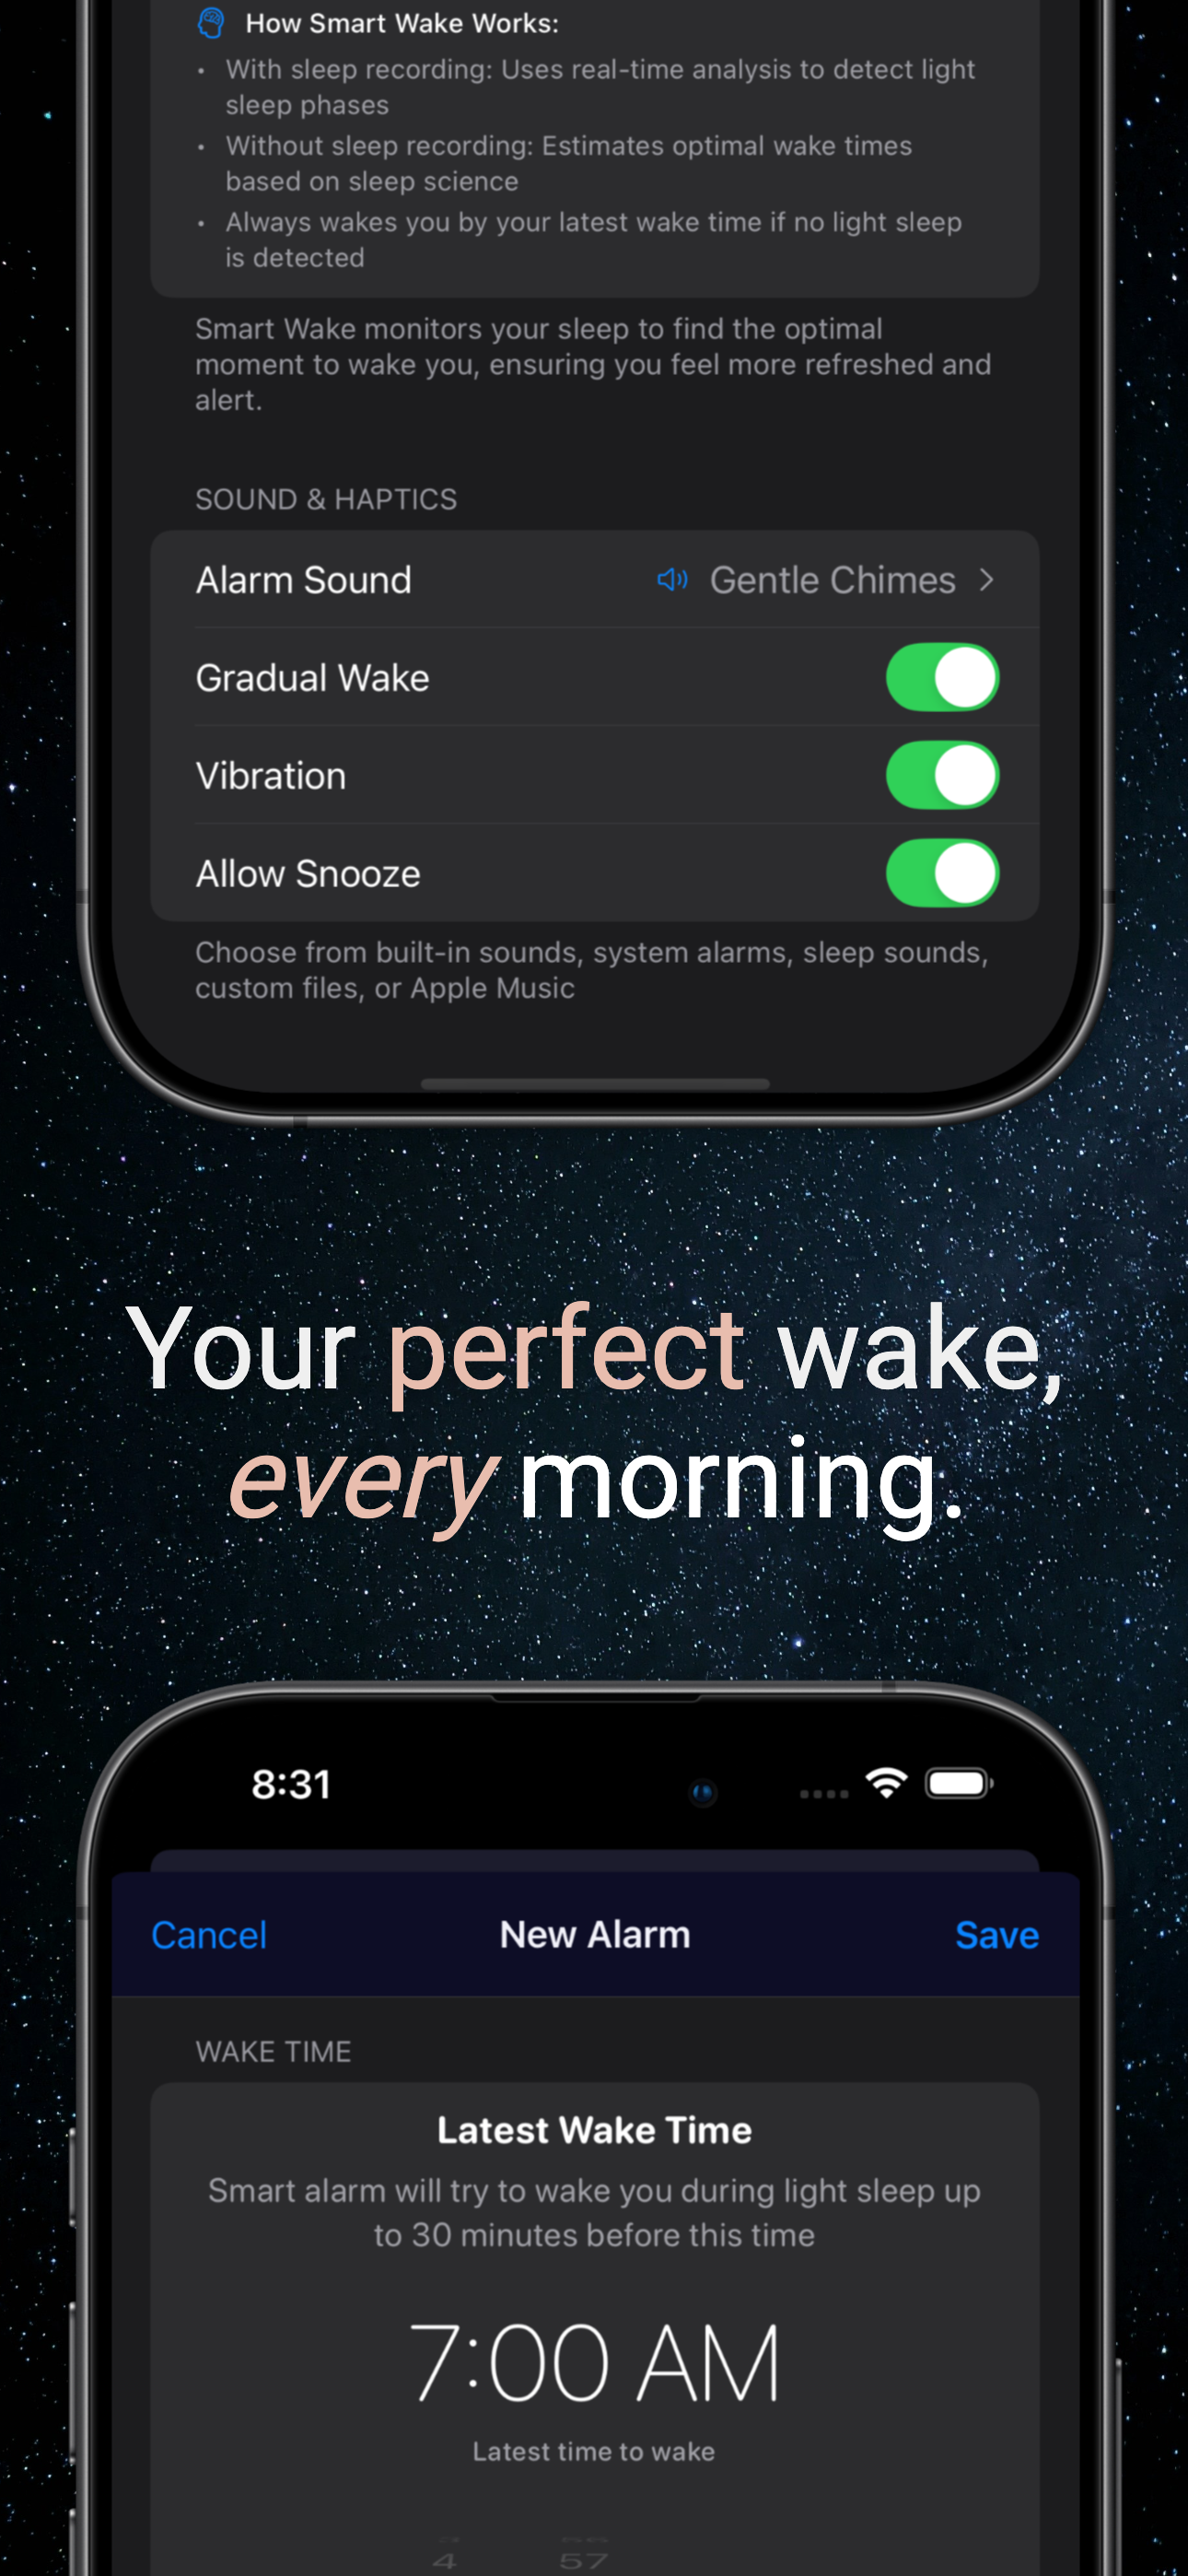 How Smart Wake Works:
• With sleep recording: Uses real-time analysis to detect light
sleep phases
• Without sleep recording: Estimates optimal wake times
based on sleep science
• Always wakes you by your latest wake time if no light sleep
is detected
Smart Wake monitors your sleep to find the optimal
moment to wake you, ensuring you feel more refreshed and
alert.
SOUND & HAPTICS
Alarm Sound Gentle Chimes
Gradual Wake
Vibration
Allow Snooze
Choose from built-in sounds, system alarms, sleep sounds,
custom files, or Apple Music
Your perfect wake,
every morning.
8:31
Cancel New Alarm Save
WAKE TIME
Latest Wake Time
Smart alarm will try to wake you during light sleep up
to 30 minutes before this time
7:00 AM
Latest time to wake
4 57